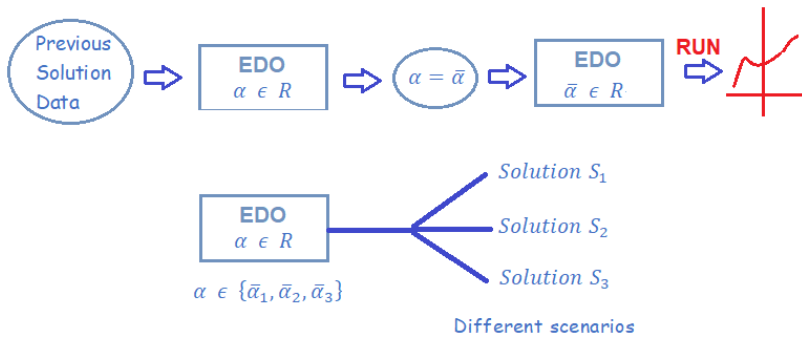 Previous
Solution
Data
EDO
α ϵ R
α = ᾱ
EDO
ᾱ ϵ R
RUN
EDO
α ϵ R
α ϵ {ᾱ₁, ᾱ₂, ᾱ₃}
Solution S₁
Solution S₂
Solution S₃
Different scenarios